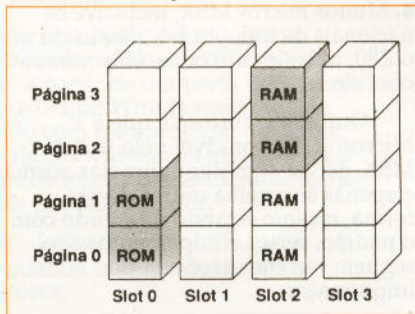 Página 3 RAM
Página 2 RAM
Página 1 ROM RAM
Página 0 ROM RAM
Slot 0 Slot 1 Slot 2 Slot 3